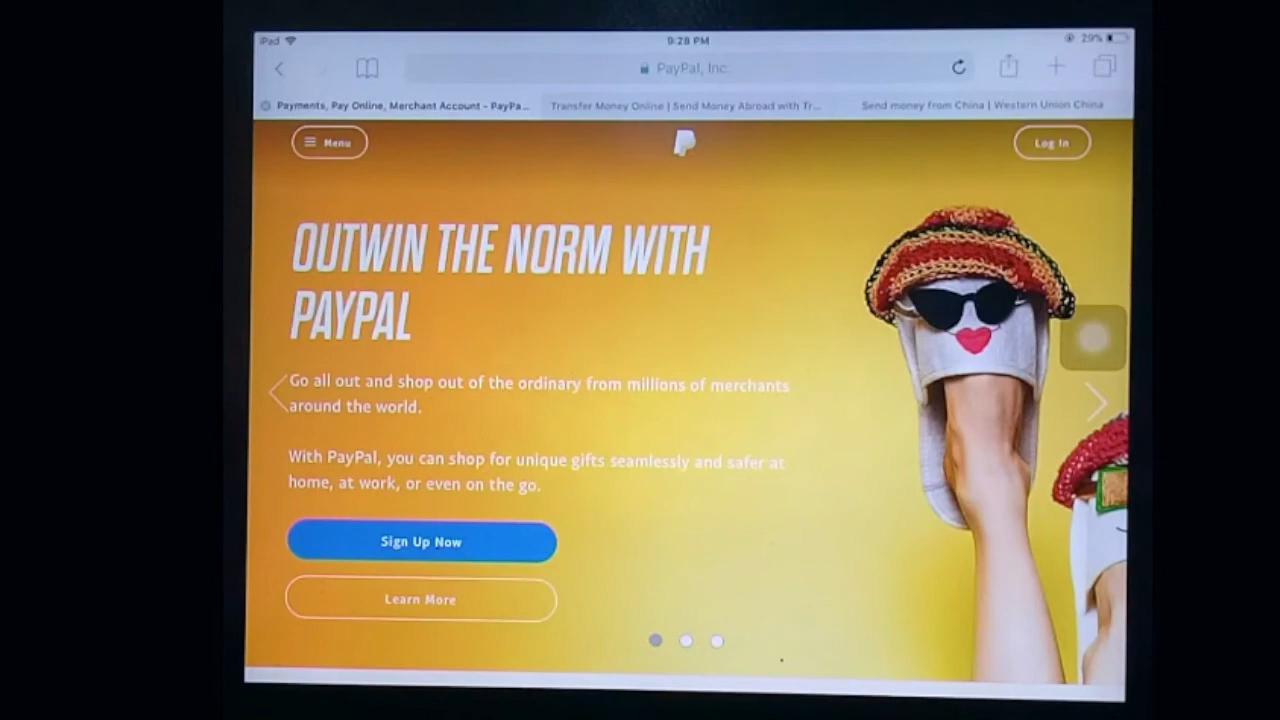 iPad
9:28 PM
29%
PayPal, Inc.
Payments, Pay Online, Merchant Account - PayPa...
Transfer Money Online | Send Money Abroad with Tr...
Send money from China | Western Union China
Menu
Log In
OUTWIN THE NORM WITH
PAYPAL
Go all out and shop out of the ordinary from millions of merchants
around the world.
With PayPal, you can shop for unique gifts seamlessly and safer at
home, at work, or even on the go.
Sign Up Now
Learn More